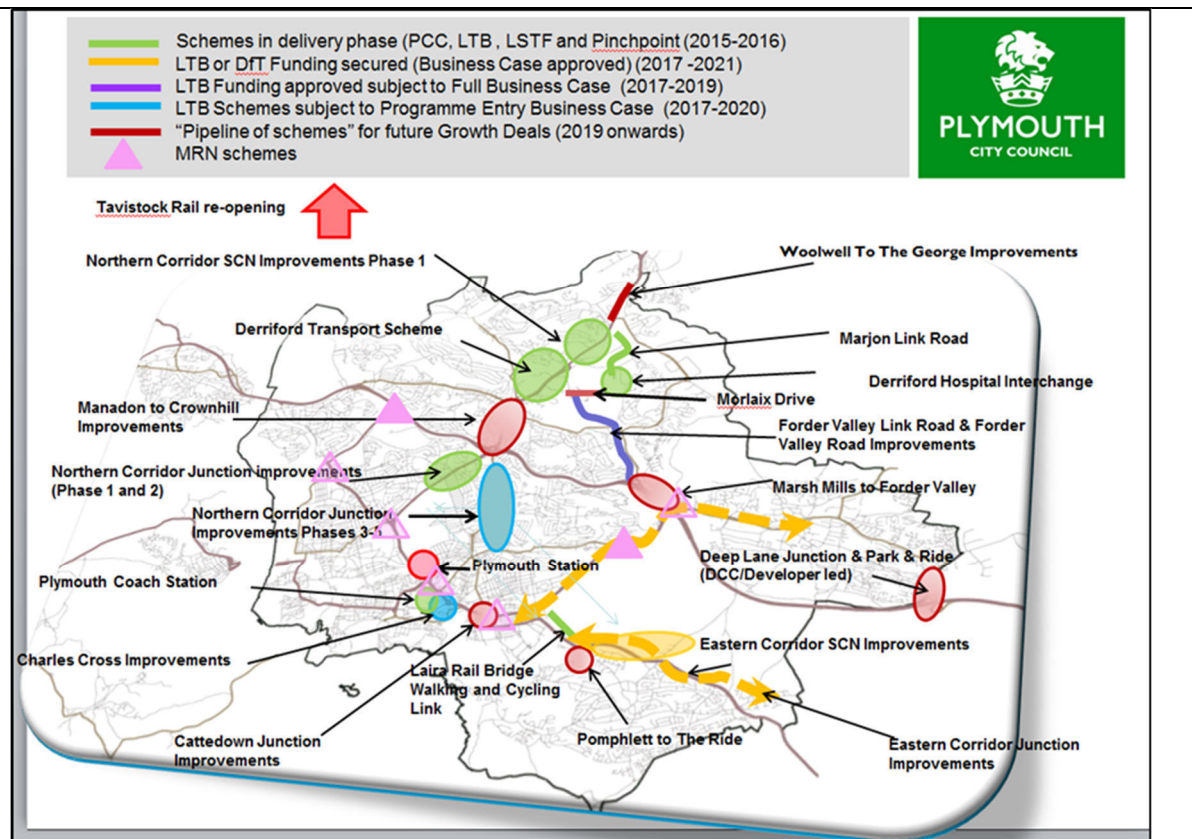 Schemes in delivery phase (PCC, LTB , LSTF and Pinchpoint (2015-2016)
LTB or DfT Funding secured (Business Case approved) (2017 -2021)
LTB Funding approved subject to Full Business Case (2017-2019)
LTB Schemes subject to Programme Entry Business Case (2017-2020)
"Pipeline of schemes" for future Growth Deals (2019 onwards)
MRN schemes
PLYMOUTH
CITY COUNCIL
Tavistock Rail re-opening
Northern Corridor SCN Improvements Phase 1
Woolwell To The George Improvements
Derriford Transport Scheme
Marjon Link Road
Derriford Hospital Interchange
Morlaix Drive
Manadon to Crownhill
Improvements
Forder Valley Link Road & Forder
Valley Road Improvements
Northern Corridor Junction improvements
(Phase 1 and 2)
Marsh Mills to Forder Valley
Northern Corridor Junction
Improvements Phases 3-
Plymouth Station
Deep Lane Junction & Park & Ride
(DCC/Developer led)
Plymouth Coach Station
Eastern Corridor SCN Improvements
Charles Cross Improvements
Laira Rail Bridge
Walking and Cycling
Link
Cattedown Junction
Improvements
Pomphlett to The Ride
Eastern Corridor Junction
Improvements